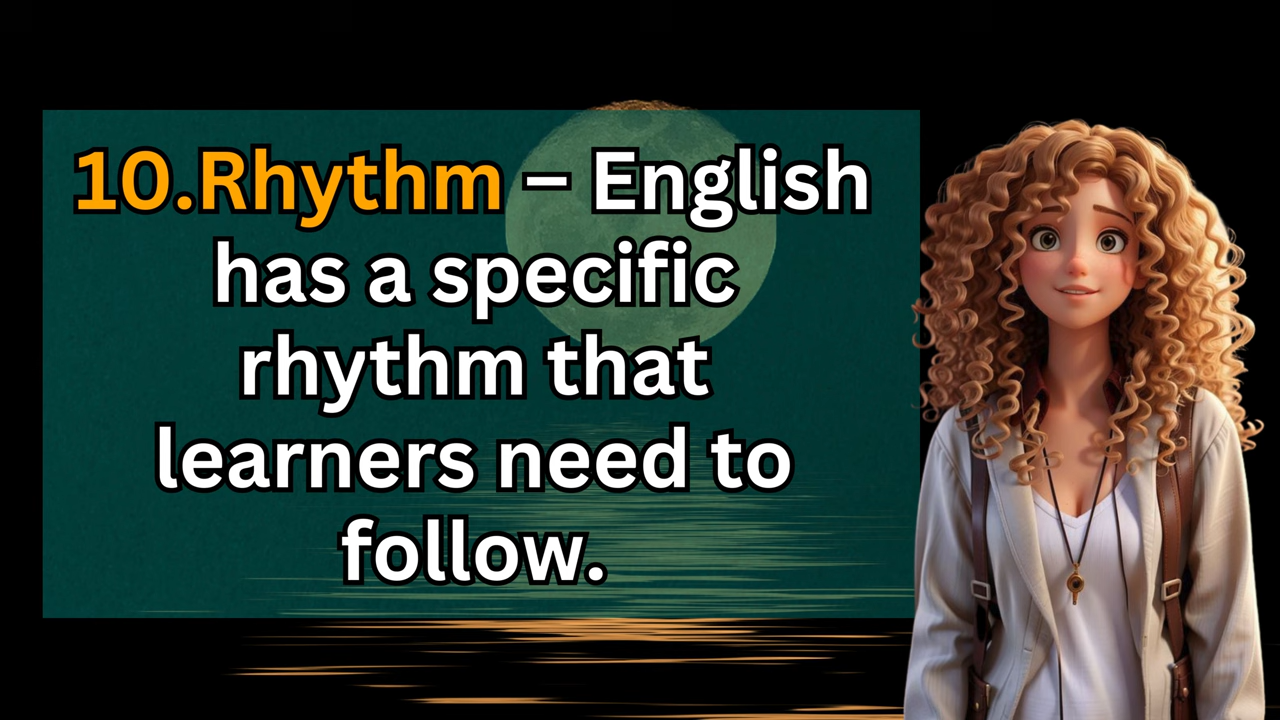 10.Rhythm – English
has a specific
rhythm that
learners need to
follow.